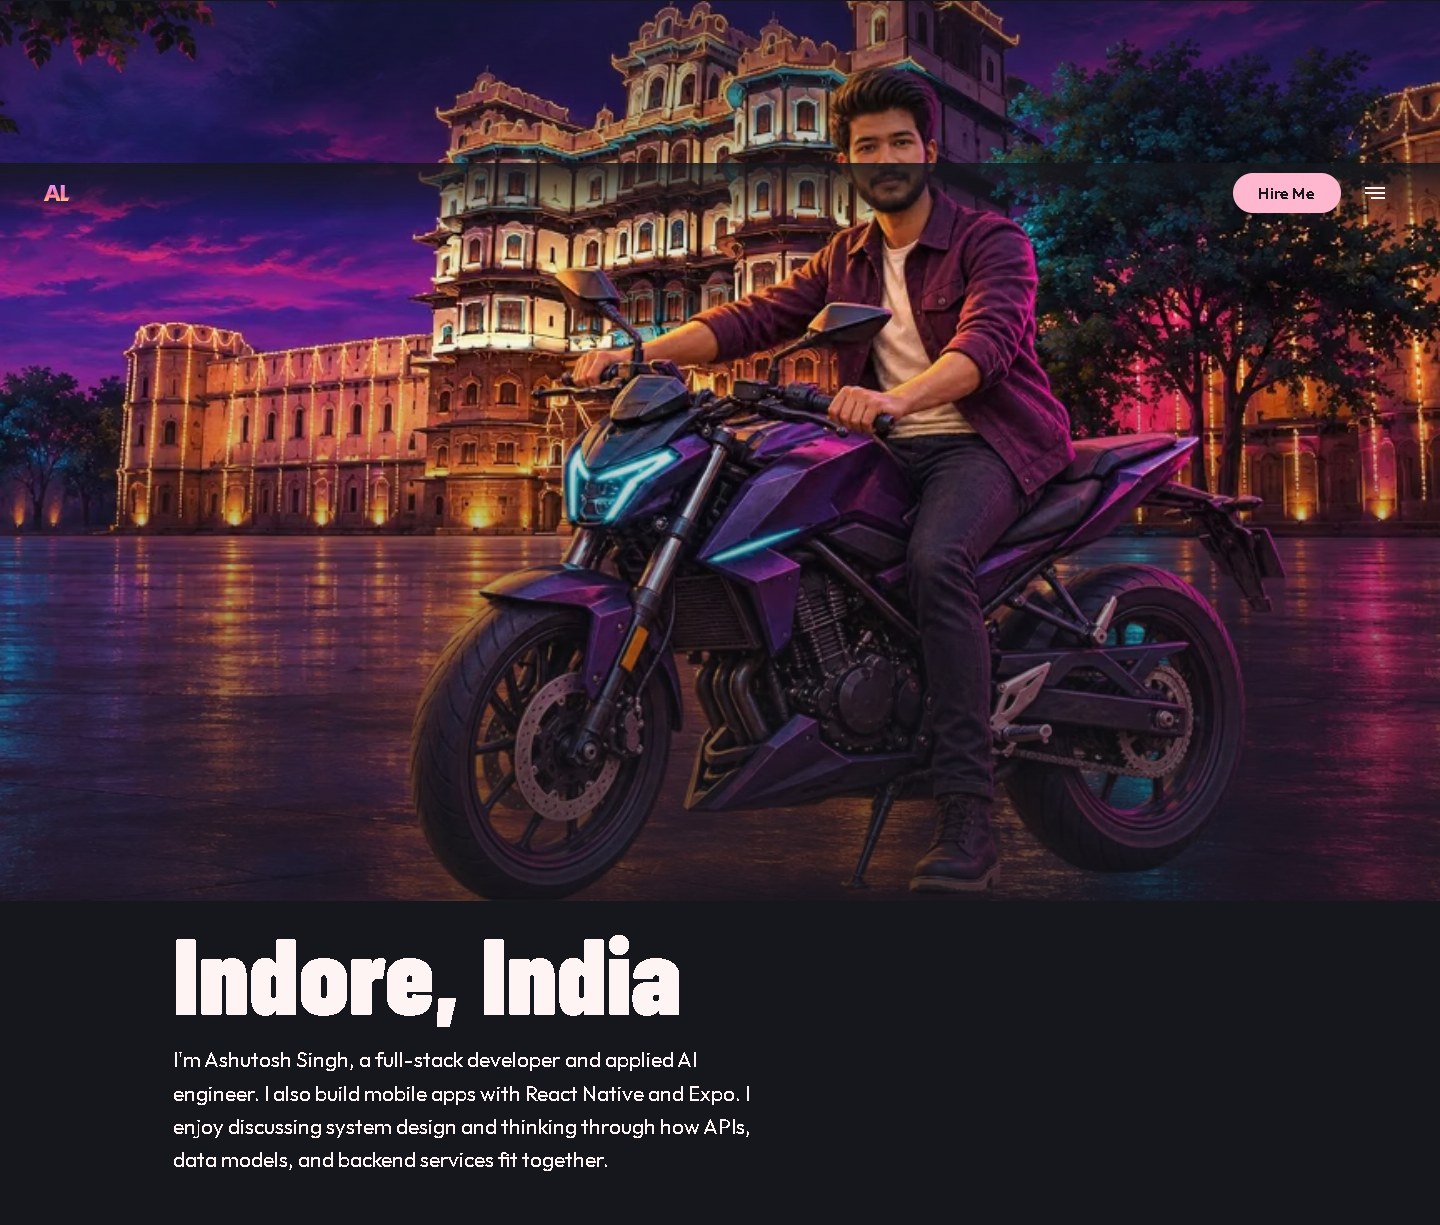 AL
Hire Me
Indore, India
I'm Ashutosh Singh, a full-stack developer and applied AI
engineer. I also build mobile apps with React Native and Expo. I
enjoy discussing system design and thinking through how APIs,
data models, and backend services fit together.